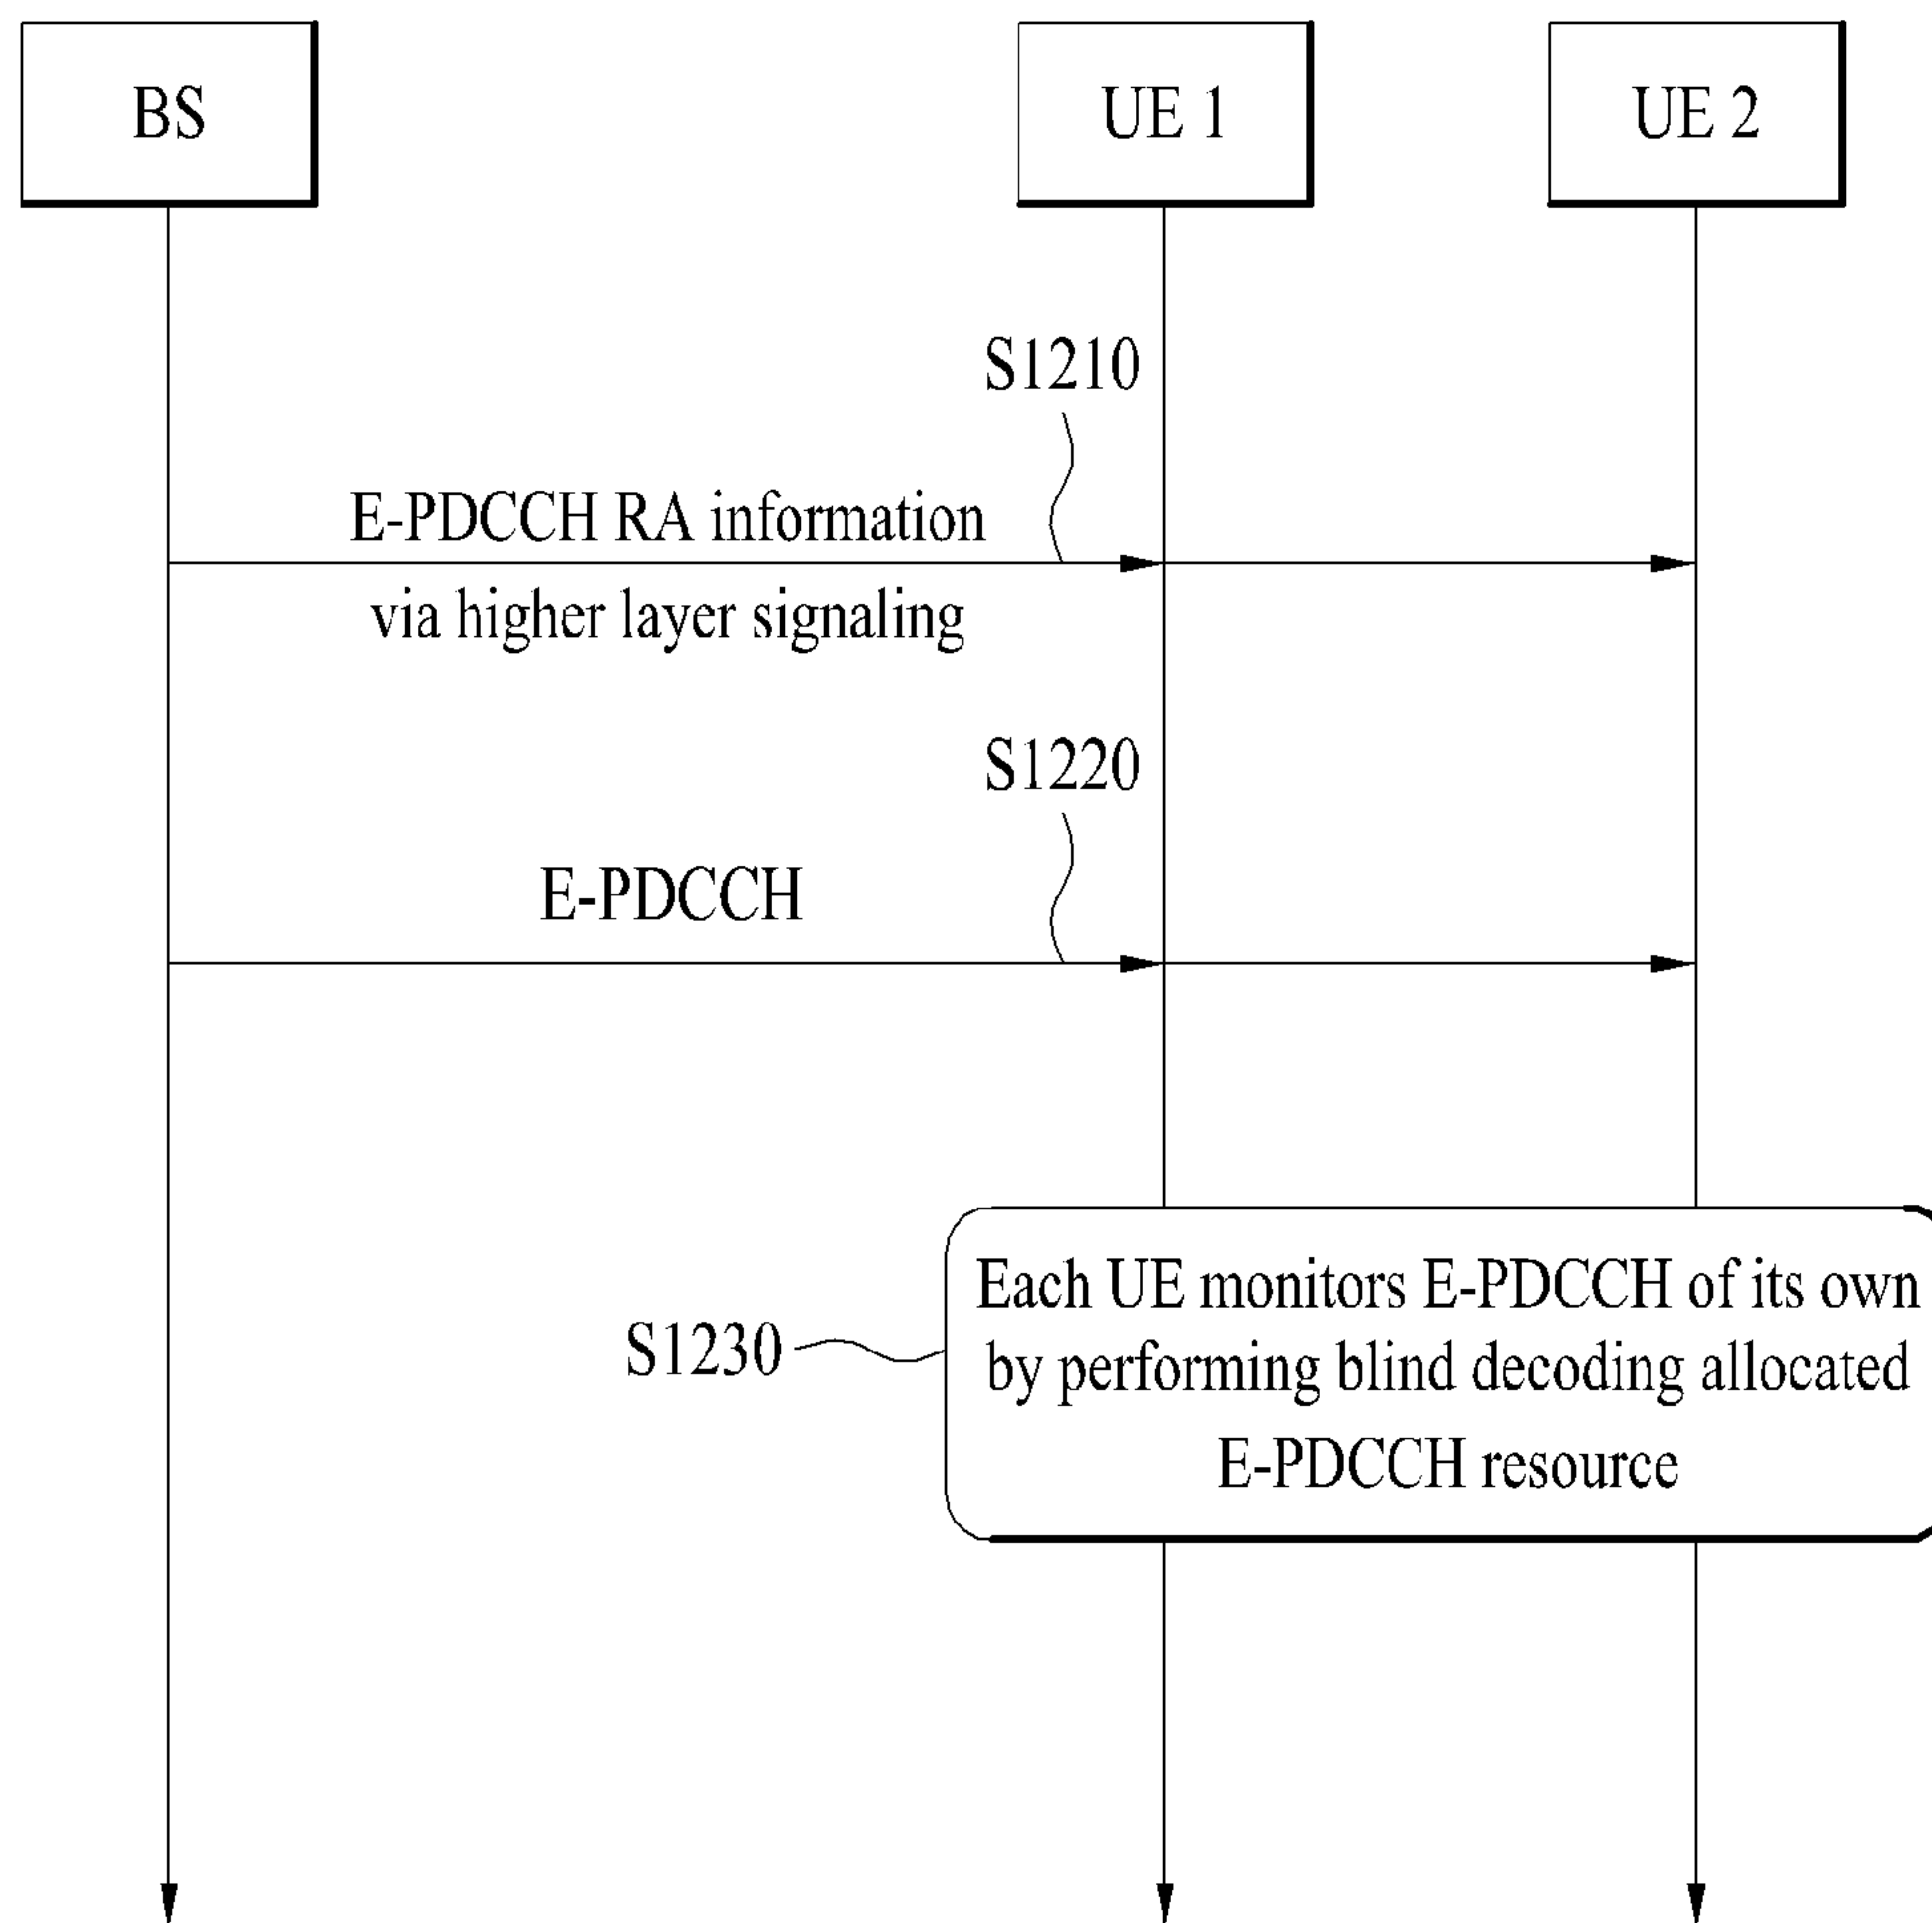 BS
UE 1
UE 2
S1210
E-PDCCH RA information
via higher layer signaling
S1220
E-PDCCH
Each UE monitors E-PDCCH of its own
by performing blind decoding allocated
E-PDCCH resource
S1230